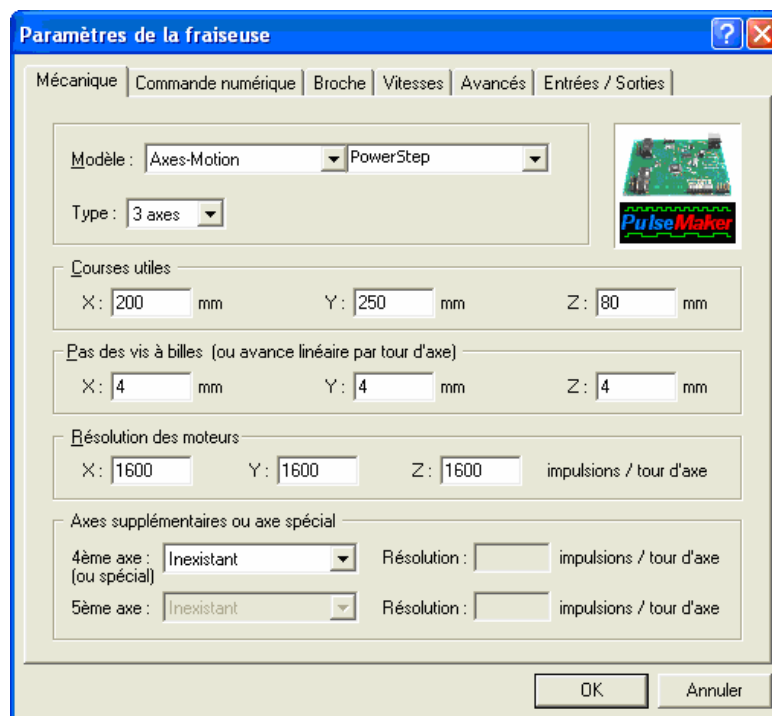 Paramètres de la fraiseuse
Mécanique Commande numérique Broche Vitesses Avancés Entrées / Sorties
Modèle : Axes-Motion PowerStep
Type : 3 axes
PulseMaker
Courses utiles
X : 200 mm Y : 250 mm Z : 80 mm
Pas des vis à billes (ou avance linéaire par tour d'axe)
X : 4 mm Y : 4 mm Z : 4 mm
Résolution des moteurs
X : 1600 Y : 1600 Z : 1600 impulsions / tour d'axe
Axes supplémentaires ou axe spécial
4ème axe : Inexistant Résolution : impulsions / tour d'axe
(ou spécial)
5ème axe : Inexistant Résolution : impulsions / tour d'axe
OK Annuler